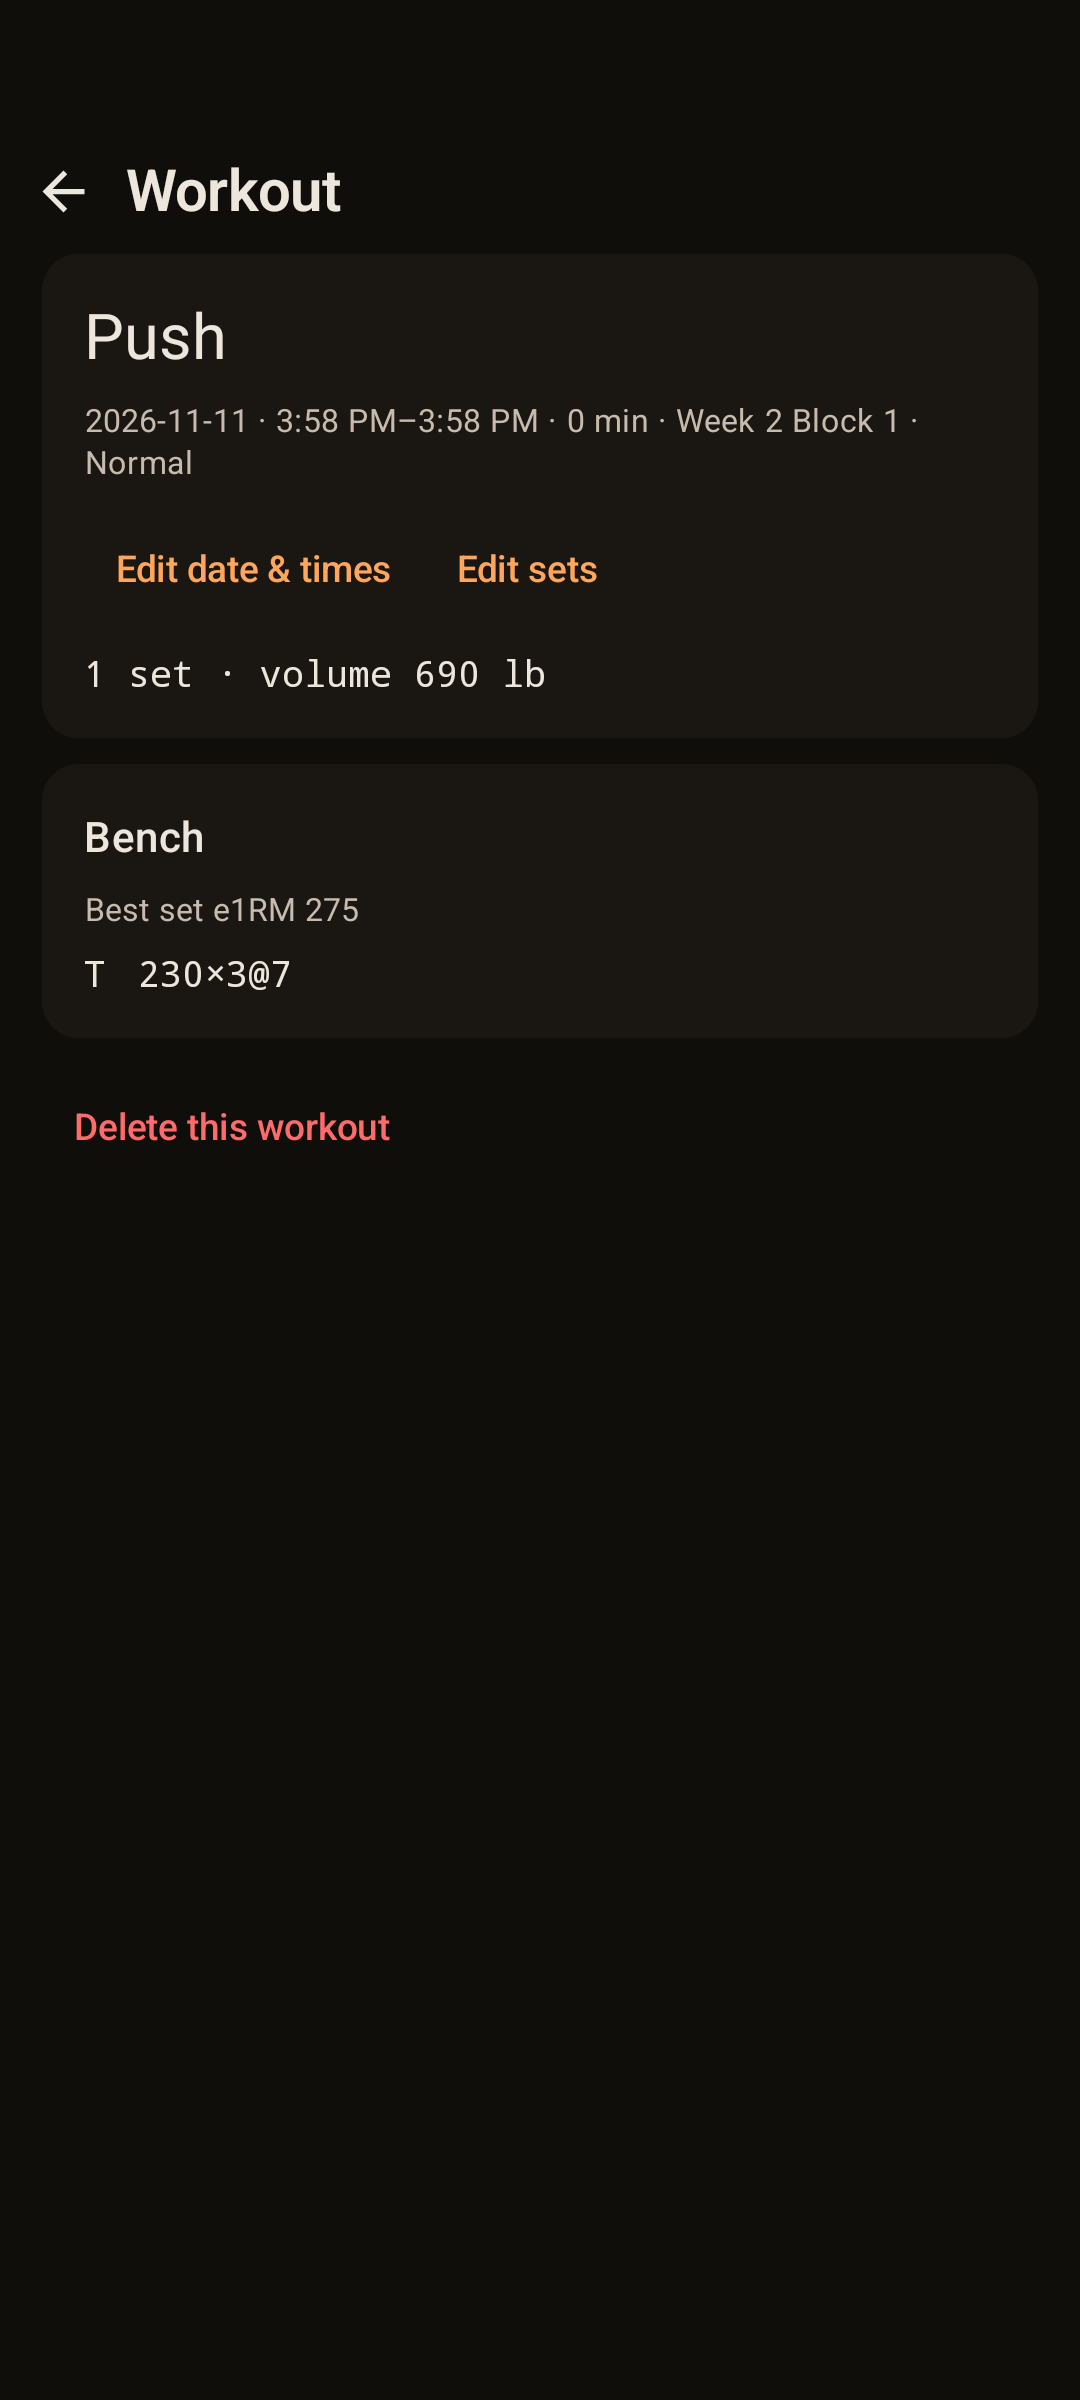 Workout
Push
2026-11-11 · 3:58 PM–3:58 PM · 0 min · Week 2 Block 1 ·
Normal
Edit date & times Edit sets
1 set · volume 690 lb
Bench
Best set e1RM 275
T 230×3@7
Delete this workout